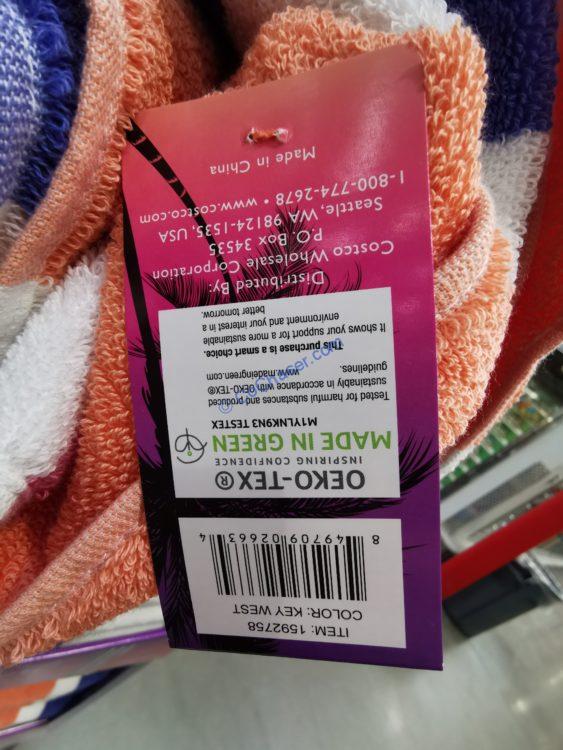 ITEM: 1592758
COLOR: KEY WEST
8 49709 02663 4
OEKO-TEX®
INSPIRING CONFIDENCE
MADE IN GREEN
M1YLNK9N3 TESTEX
Tested for harmful substances and produced
sustainably in accordance with OEKO-TEX®
guidelines. www.madeingreen.com
This purchase is a smart choice.
It shows your support for a more sustainable
environment and your interest in a
better tomorrow.
Distributed By:
Costco Wholesale Corporation
P.O. Box 34535
Seattle, WA 98124-1535, USA
1-800-774-2678 • www.costco.com
Made in China